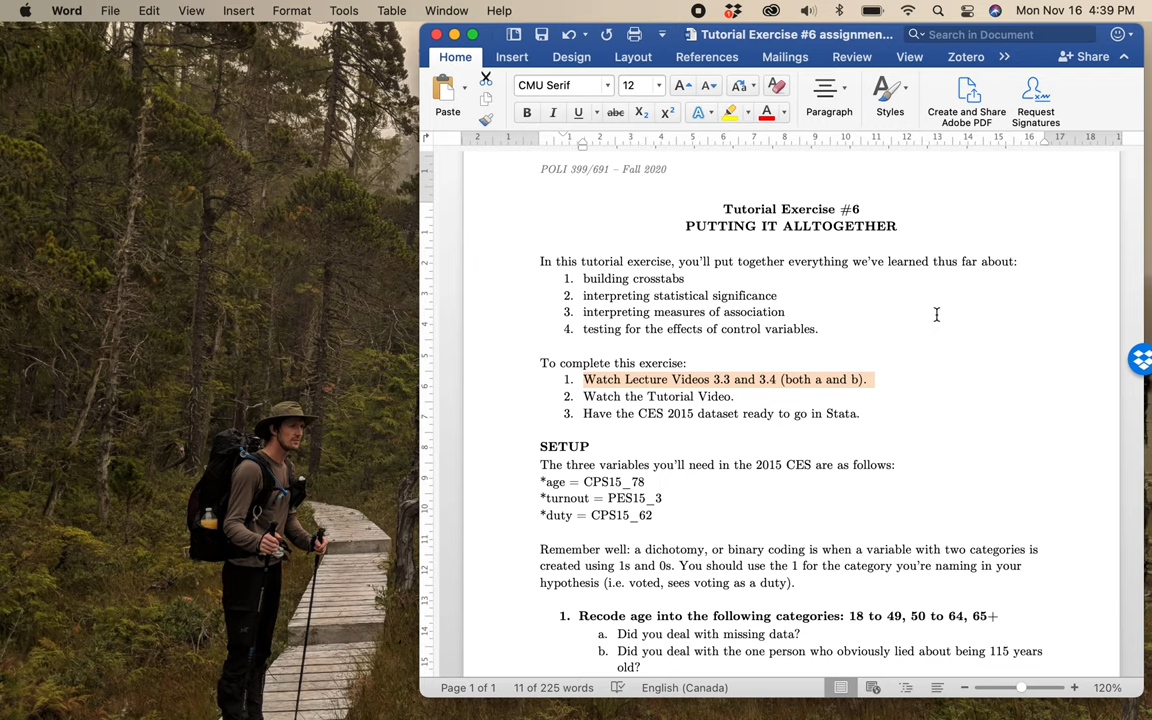 Word File Edit View Insert Format Tools Table Window Help Mon Nov 16 4:39 PM
Tutorial Exercise #6 assignmen... Search in Document
Home Insert Design Layout References Mailings Review View Zotero Share
CMU Serif 12
Paste Paragraph Styles Create and Share Adobe PDF Request Signatures
POLI 399/691 – Fall 2020
Tutorial Exercise #6
PUTTING IT ALLTOGETHER
In this tutorial exercise, you'll put together everything we've learned thus far about:
1. building crosstabs
2. interpreting statistical significance
3. interpreting measures of association
4. testing for the effects of control variables.
To complete this exercise:
1. Watch Lecture Videos 3.3 and 3.4 (both a and b).
2. Watch the Tutorial Video.
3. Have the CES 2015 dataset ready to go in Stata.
SETUP
The three variables you'll need in the 2015 CES are as follows:
*age = CPS15_78
*turnout = PES15_3
*duty = CPS15_62
Remember well: a dichotomy, or binary coding is when a variable with two categories is
created using 1s and 0s. You should use the 1 for the category you're naming in your
hypothesis (i.e. voted, sees voting as a duty).
1. Recode age into the following categories: 18 to 49, 50 to 64, 65+
a. Did you deal with missing data?
b. Did you deal with the one person who obviously lied about being 115 years
old?
Page 1 of 1 11 of 225 words English (Canada) 120%